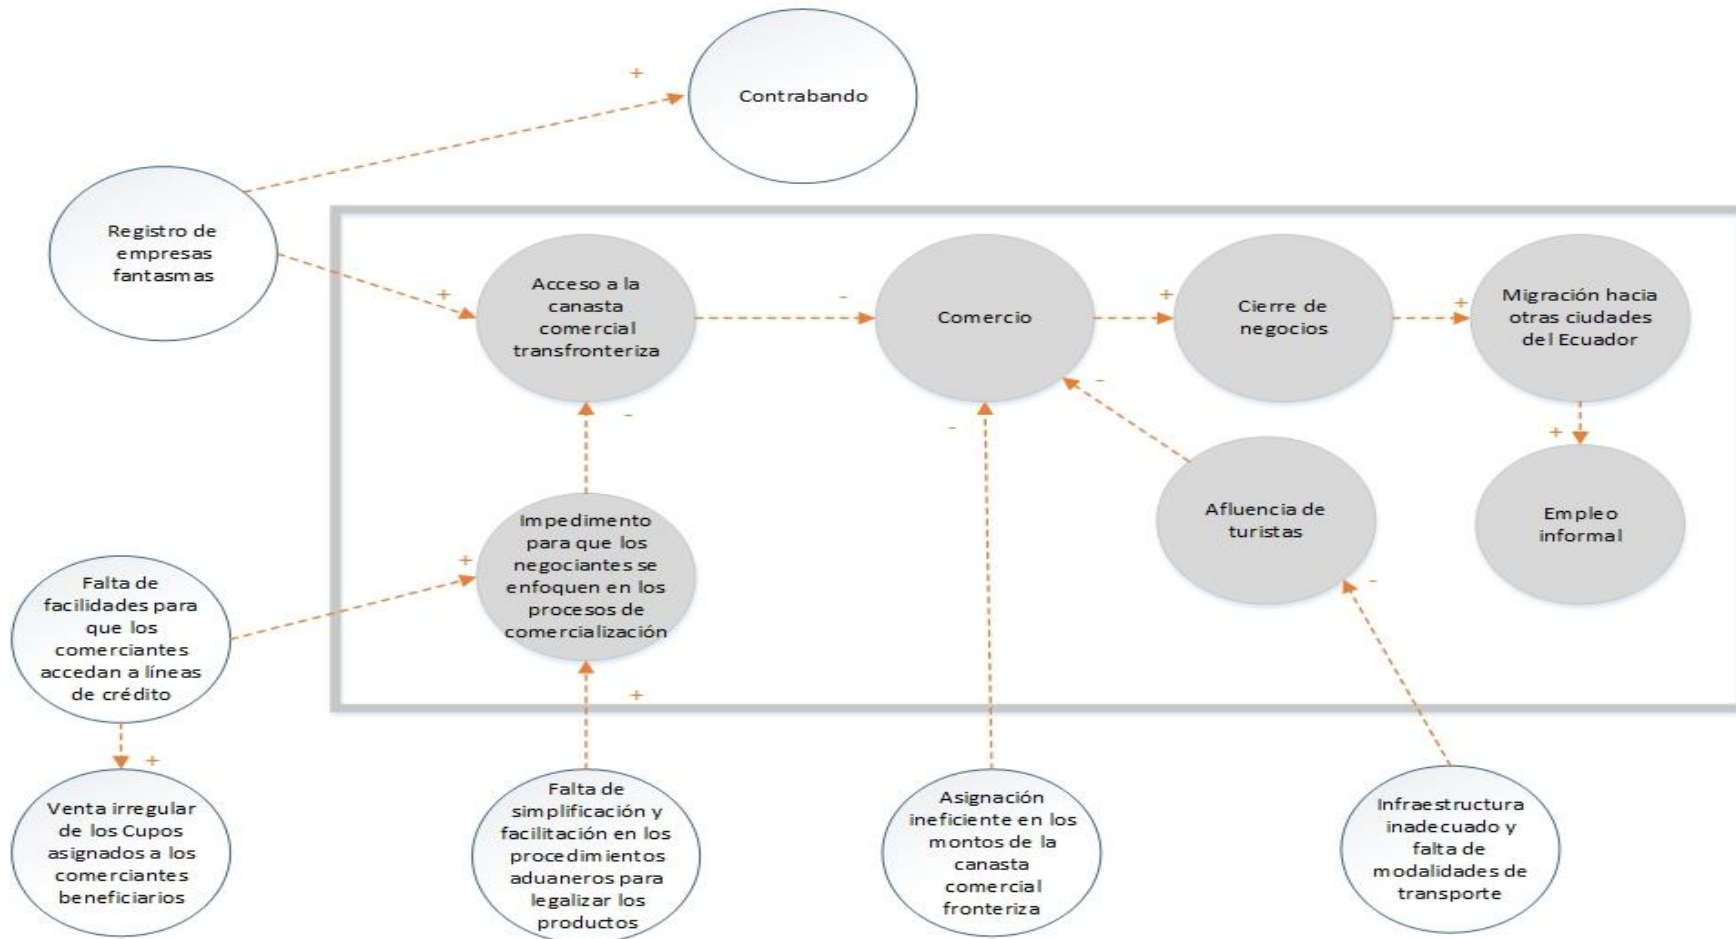 Contrabando
Registro de
empresas
fantasmas
Acceso a la
canasta
comercial
transfronteriza
Comercio
Cierre de
negocios
Migración hacia
otras ciudades
del Ecuador
Impedimento
para que los
negociantes se
enfoquen en los
procesos de
comercialización
Afluencia de
turistas
Empleo
informal
Falta de
facilidades para
que los
comerciantes
accedan a líneas
de crédito
Venta irregular
de los Cupos
asignados a los
comerciantes
beneficiarios
Falta de
simplificación y
facilitación en los
procedimientos
aduaneros para
legalizar los
productos
Asignación
ineficiente en los
montos de la
canasta
comercial
fronteriza
Infraestructura
inadecuado y
falta de
modalidades de
transporte
+
+
-
+
+
-
-
-
+
+
-
+
+